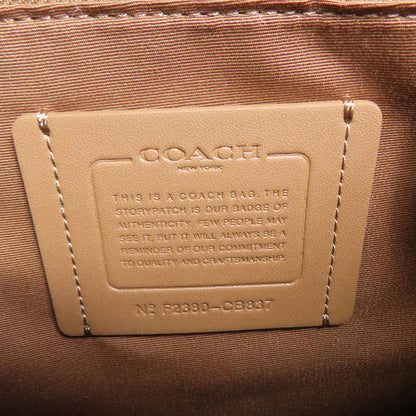 COACH
NEW YORK
THIS IS A COACH BAG. THE
STORYPATCH IS OUR BADGE OF
AUTHENTICITY. FEW PEOPLE MAY
SEE IT, BUT IT WILL ALWAYS BE A
REMINDER OF OUR COMMITMENT
TO QUALITY AND CRAFTSMANSHIP.
Nº F2380-CB837